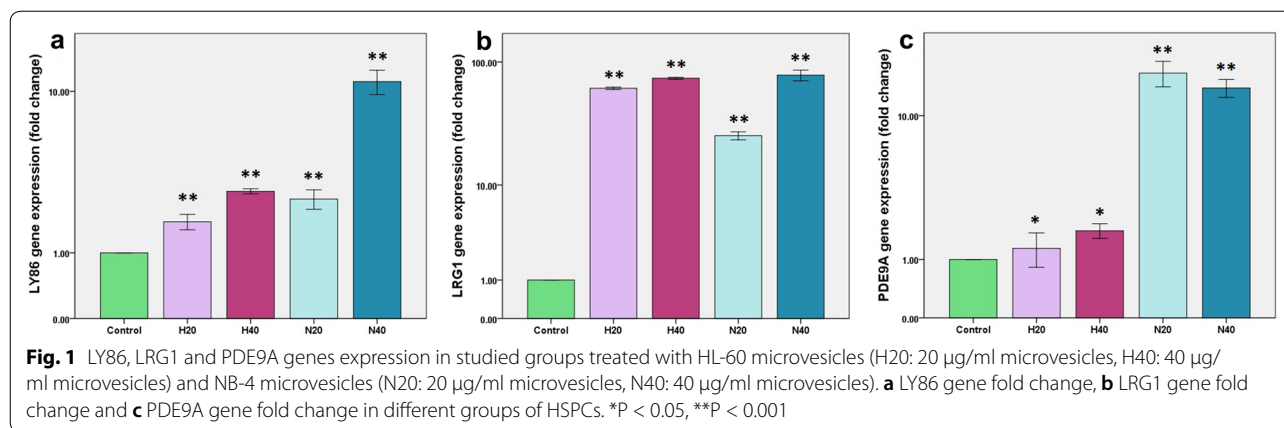 a
LY86 gene expression (fold change)
10.00
1.00
0.00
** ** ** **
Control H20 H40 N20 N40
b
LRG1 gene expression (fold change)
100.00
10.00
1.00
0.00
** ** ** **
Control H20 H40 N20 N40
c
PDE9A gene expression (fold change)
10.00
1.00
0.00
* * ** **
Control H20 H40 N20 N40
Fig. 1 LY86, LRG1 and PDE9A genes expression in studied groups treated with HL-60 microvesicles (H20: 20 μg/ml microvesicles, H40: 40 μg/
ml microvesicles) and NB-4 microvesicles (N20: 20 μg/ml microvesicles, N40: 40 μg/ml microvesicles). a LY86 gene fold change, b LRG1 gene fold
change and c PDE9A gene fold change in different groups of HSPCs. *P < 0.05, **P < 0.001